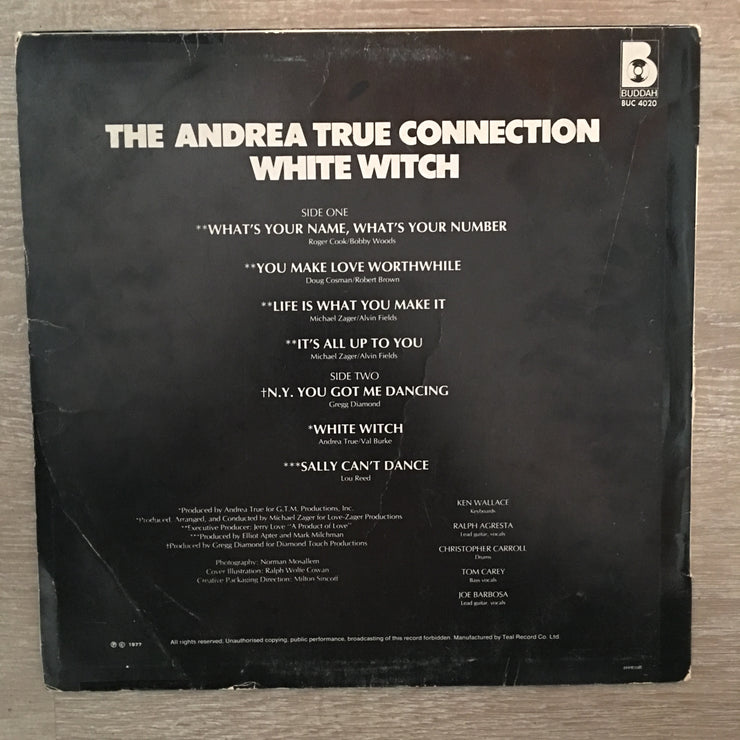 BUDDAH
BUC 4020
THE ANDREA TRUE CONNECTION
WHITE WITCH
SIDE ONE
**WHAT'S YOUR NAME, WHAT'S YOUR NUMBER
Roger Cook/Bobby Woods
**YOU MAKE LOVE WORTHWHILE
Doug Cosman/Robert Brown
**LIFE IS WHAT YOU MAKE IT
Michael Zager/Alvin Fields
**IT'S ALL UP TO YOU
Michael Zager/Alvin Fields
SIDE TWO
†N.Y. YOU GOT ME DANCING
Gregg Diamond
*WHITE WITCH
Andrea True/Val Burke
***SALLY CAN'T DANCE
Lou Reed
*Produced by Andrea True for G.T.M. Productions, Inc.
*Produced, Arranged, and Conducted by Michael Zager for Love-Zager Productions
**Executive Producer: Jerry Love "A Product of Love"
***Produced by Elliot Apter and Mark Milchman
†Produced by Gregg Diamond for Diamond Touch Productions
Photography: Norman Mosallem
Cover Illustration: Ralph Wolfe Cowan
Creative Packaging Direction: Milton Sincoff
KEN WALLACE
Keyboards
RALPH AGRESTA
Lead guitar, vocals
CHRISTOPHER CARROLL
Drums
TOM CAREY
Bass vocals
JOE BARBOSA
Lead guitar, vocals
℗ © 1977 All rights reserved. Unauthorised copying, public performance, broadcasting of this record forbidden. Manufactured by Teal Record Co. Ltd